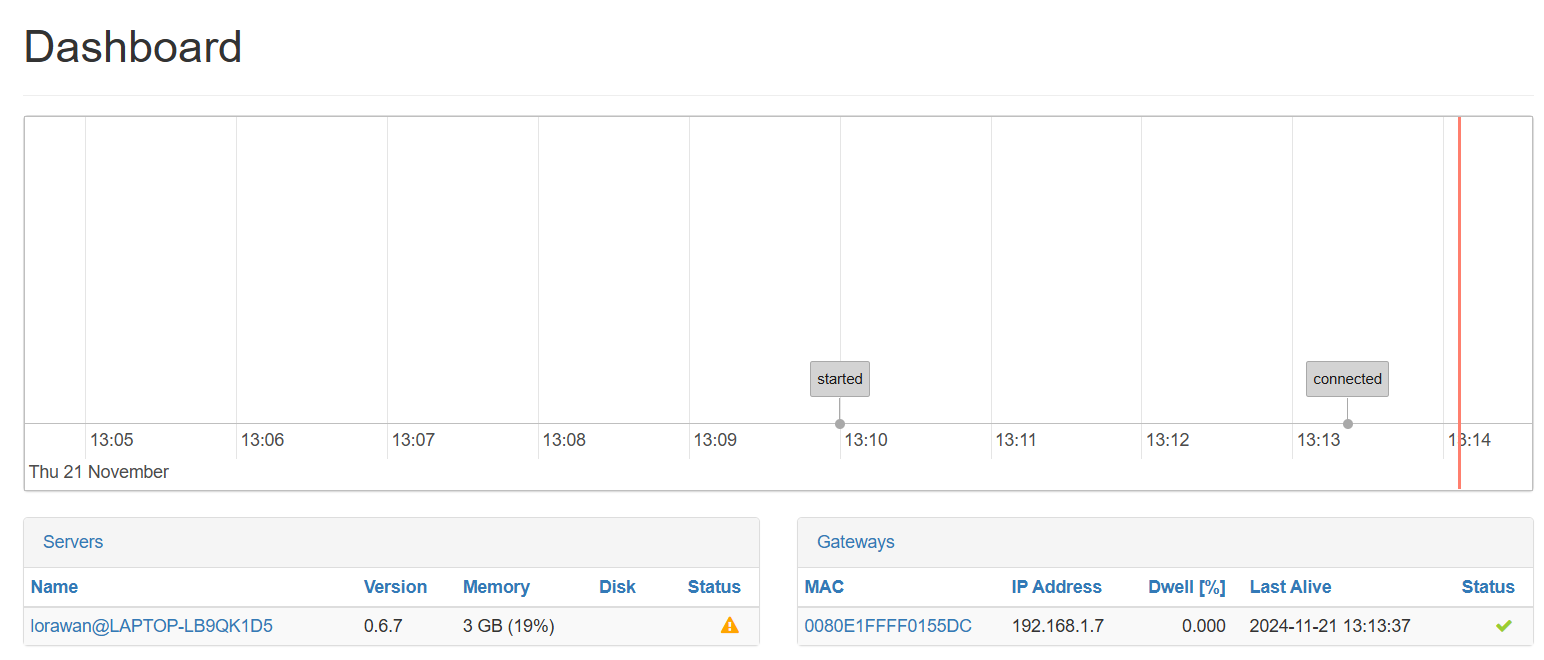 Dashboard
started
connected
13:05 13:06 13:07 13:08 13:09 13:10 13:11 13:12 13:13 13:14
Thu 21 November
Servers
Name Version Memory Disk Status
lorawan@LAPTOP-LB9QK1D5 0.6.7 3 GB (19%)
Gateways
MAC IP Address Dwell [%] Last Alive Status
0080E1FFFF0155DC 192.168.1.7 0.000 2024-11-21 13:13:37